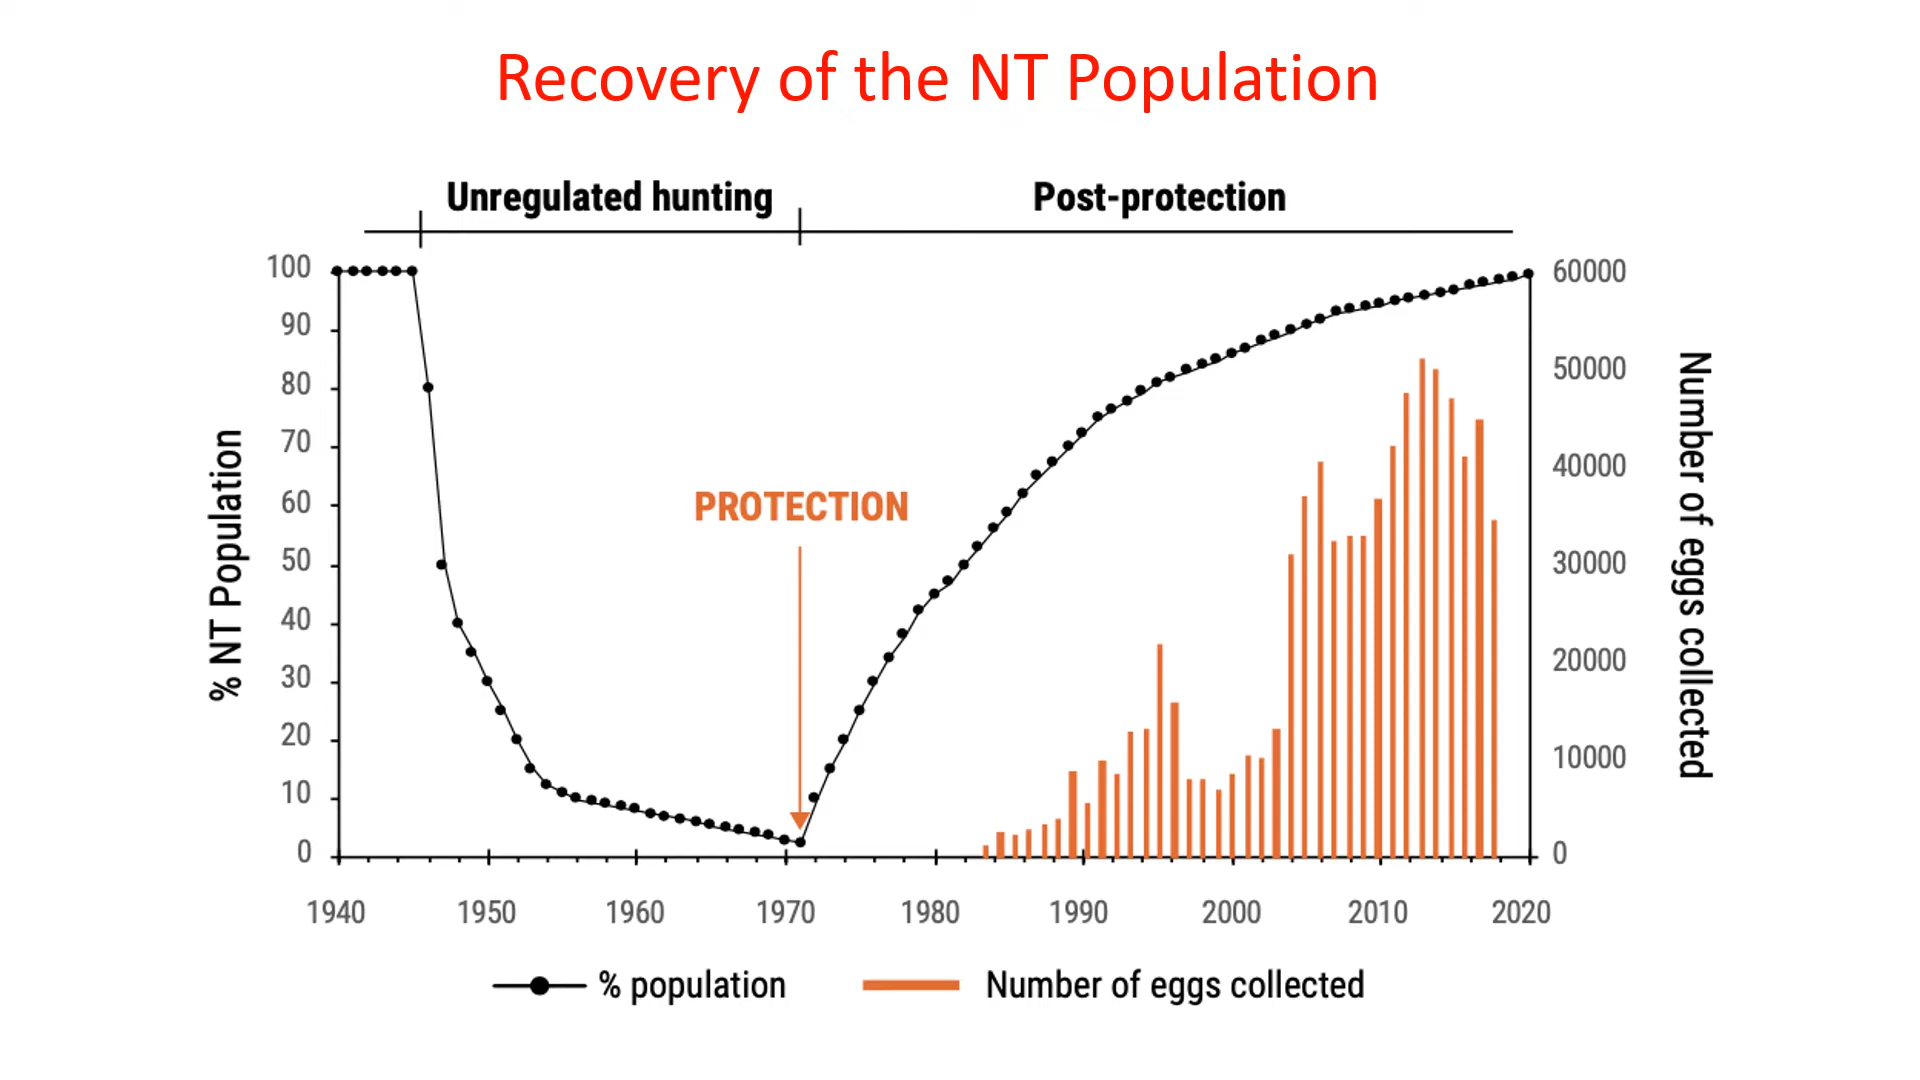 Recovery of the NT Population
Unregulated hunting
Post-protection
100
90
80
70
60
50
40
30
20
10
0
% NT Population
PROTECTION
60000
50000
40000
30000
20000
10000
0
Number of eggs collected
1940 1950 1960 1970 1980 1990 2000 2010 2020
% population
Number of eggs collected